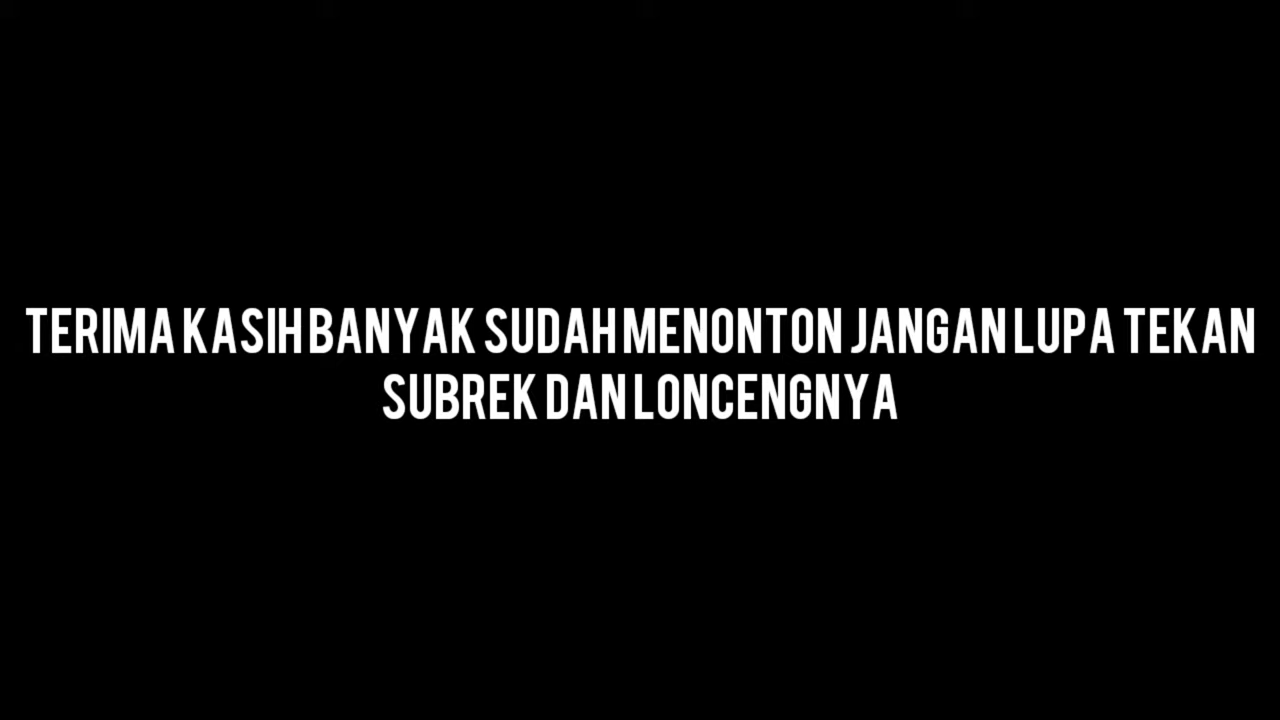 TERIMA KASIH BANYAK SUDAH MENONTON JANGAN LUPA TEKAN
SUBREK DAN LONCENGNYA